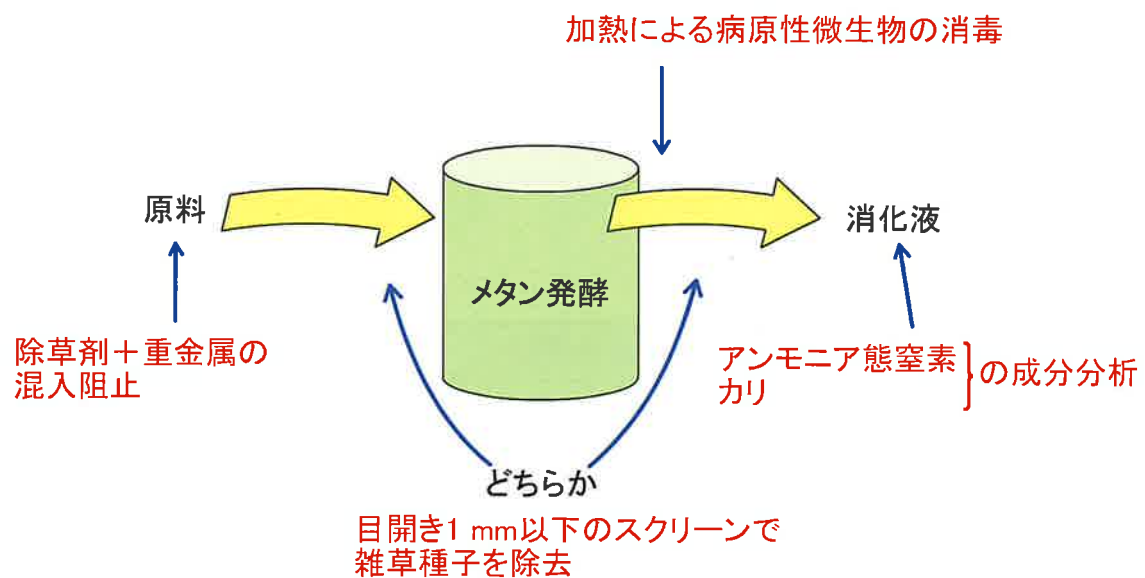 加熱による病原性微生物の消毒
原料
消化液
メタン発酵
除草剤＋重金属の
混入阻止
アンモニア態窒素
カリ
の成分分析
どちらか
目開き1 mm以下のスクリーンで
雑草種子を除去